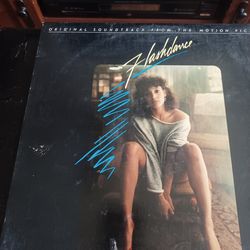 ORIGINAL SOUNDTRACK FROM THE MOTION PIC
Flashdance